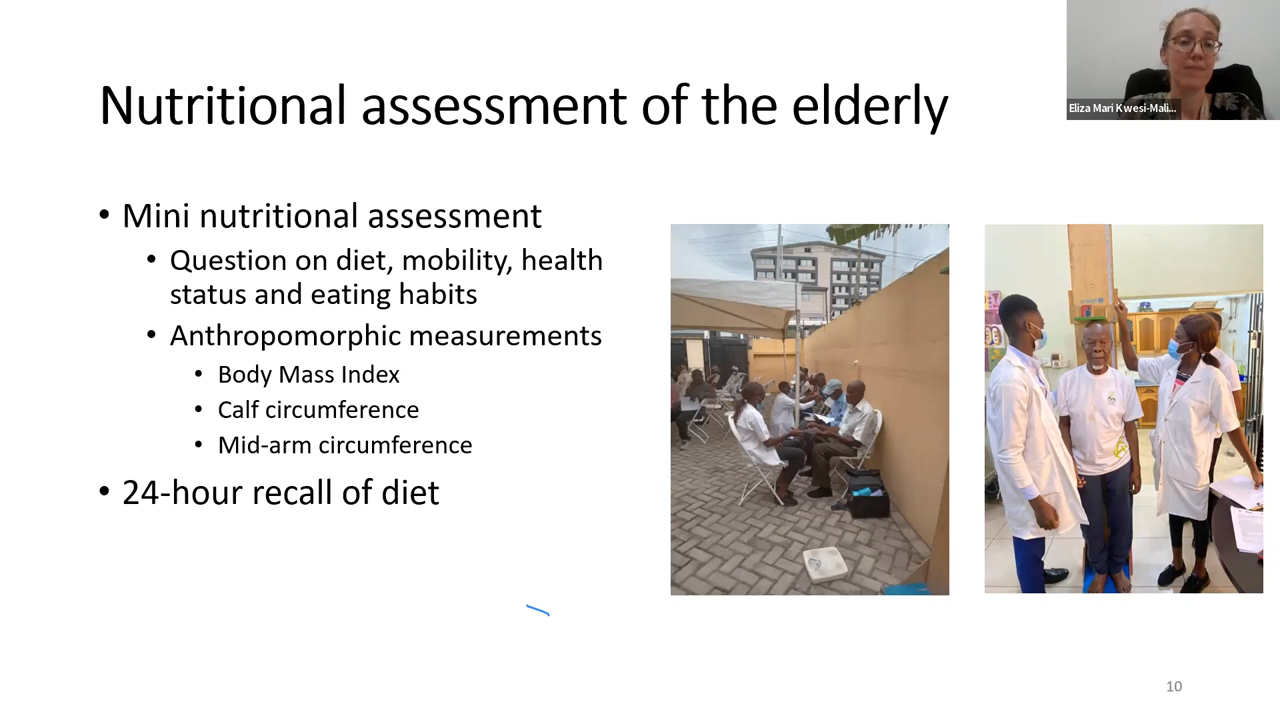 Nutritional assessment of the elderly
Eliza Mari Kwesi-Mali...
• Mini nutritional assessment
• Question on diet, mobility, health
status and eating habits
• Anthropomorphic measurements
• Body Mass Index
• Calf circumference
• Mid-arm circumference
• 24-hour recall of diet
unicef
10